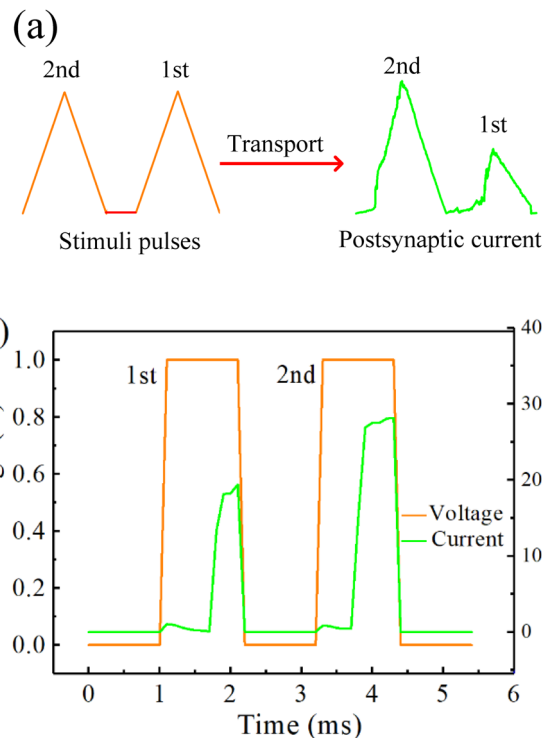 (a)
2nd 1st 2nd
1st
Transport
Stimuli pulses Postsynaptic current
40
1.0 1st 2nd
30
0.8
0.6 20
Voltage
0.4 Current
10
0.2
0.0 0
0 1 2 3 4 5 6
Time (ms)